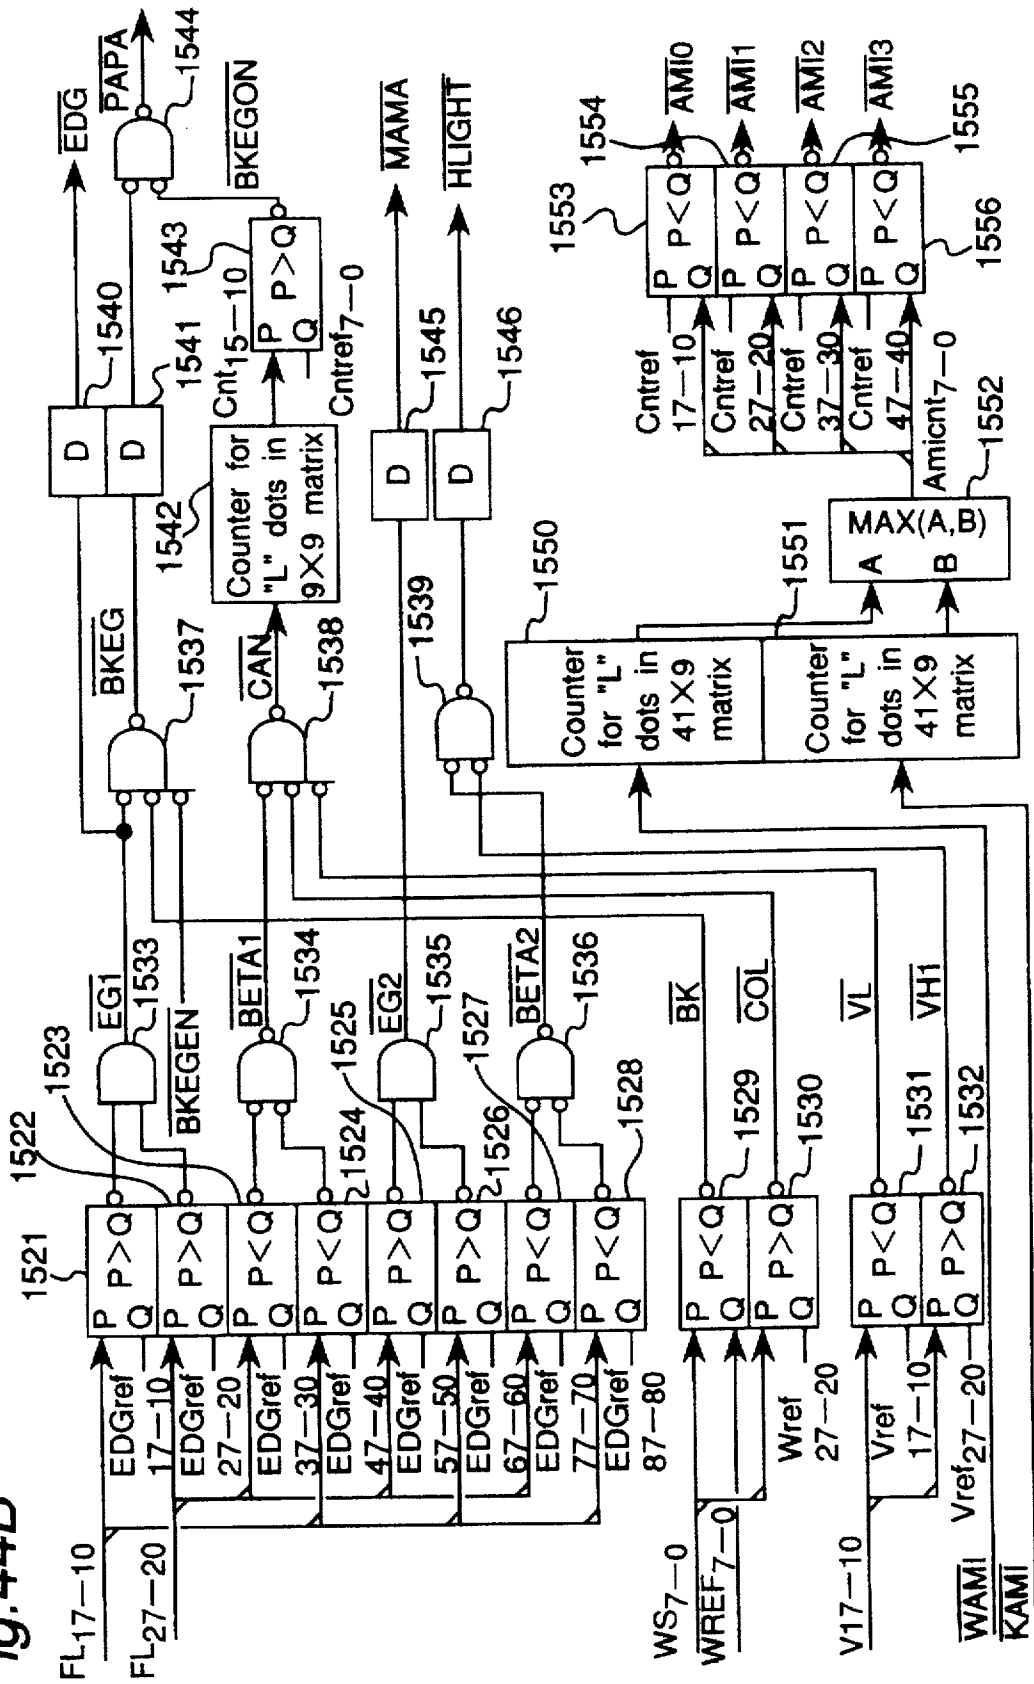 ig.44B
FL17—10
FL27—20
1521
1522
1523
P P>Q Q
P P>Q Q
P P<Q Q
P P<Q Q
P P>Q Q
P P>Q Q
P P<Q Q
P P<Q Q
EDGref
17—10
EDGref
27—20
EDGref
37—30
EDGref
47—40
EDGref
57—50
EDGref
67—60
EDGref
77—70
EDGref
87—80
1524
1525
1526
1527
1528
EG1
1533
BKEGEN
BETA1
1534
EG2
1535
BETA2
1536
BKEG
1537
CAN
1538
1539
D
D
1540
1541
EDG
PAPA
1544
BKEGON
1542
Counter for
"L" dots in
9×9 matrix
Cnt15—10
1543
P P>Q
Q
Cntref7—0
D
1545
MAMA
D
1546
HLIGHT
WS7—0
WREF7—0
P P<Q Q
1529
P P>Q Q
1530
Wref
27—20
BK
COL
V17—10
P P<Q Q
1531
P P>Q Q
1532
Vref
17—10
Vref27—20
VL
VH1
WAMI
KAMI
1550
Counter
for "L"
dots in
41×9
matrix
1551
Counter
for "L"
dots in
41×9
matrix
MAX(A,B)
A
B
1552
Amicnt7—0
Cntref
17—10
Cntref
27—20
Cntref
37—30
Cntref
47—40
1553
P P<Q Q
P P<Q Q
P P<Q Q
P P<Q Q
1554
1555
1556
AMI0
AMI1
AMI2
AMI3